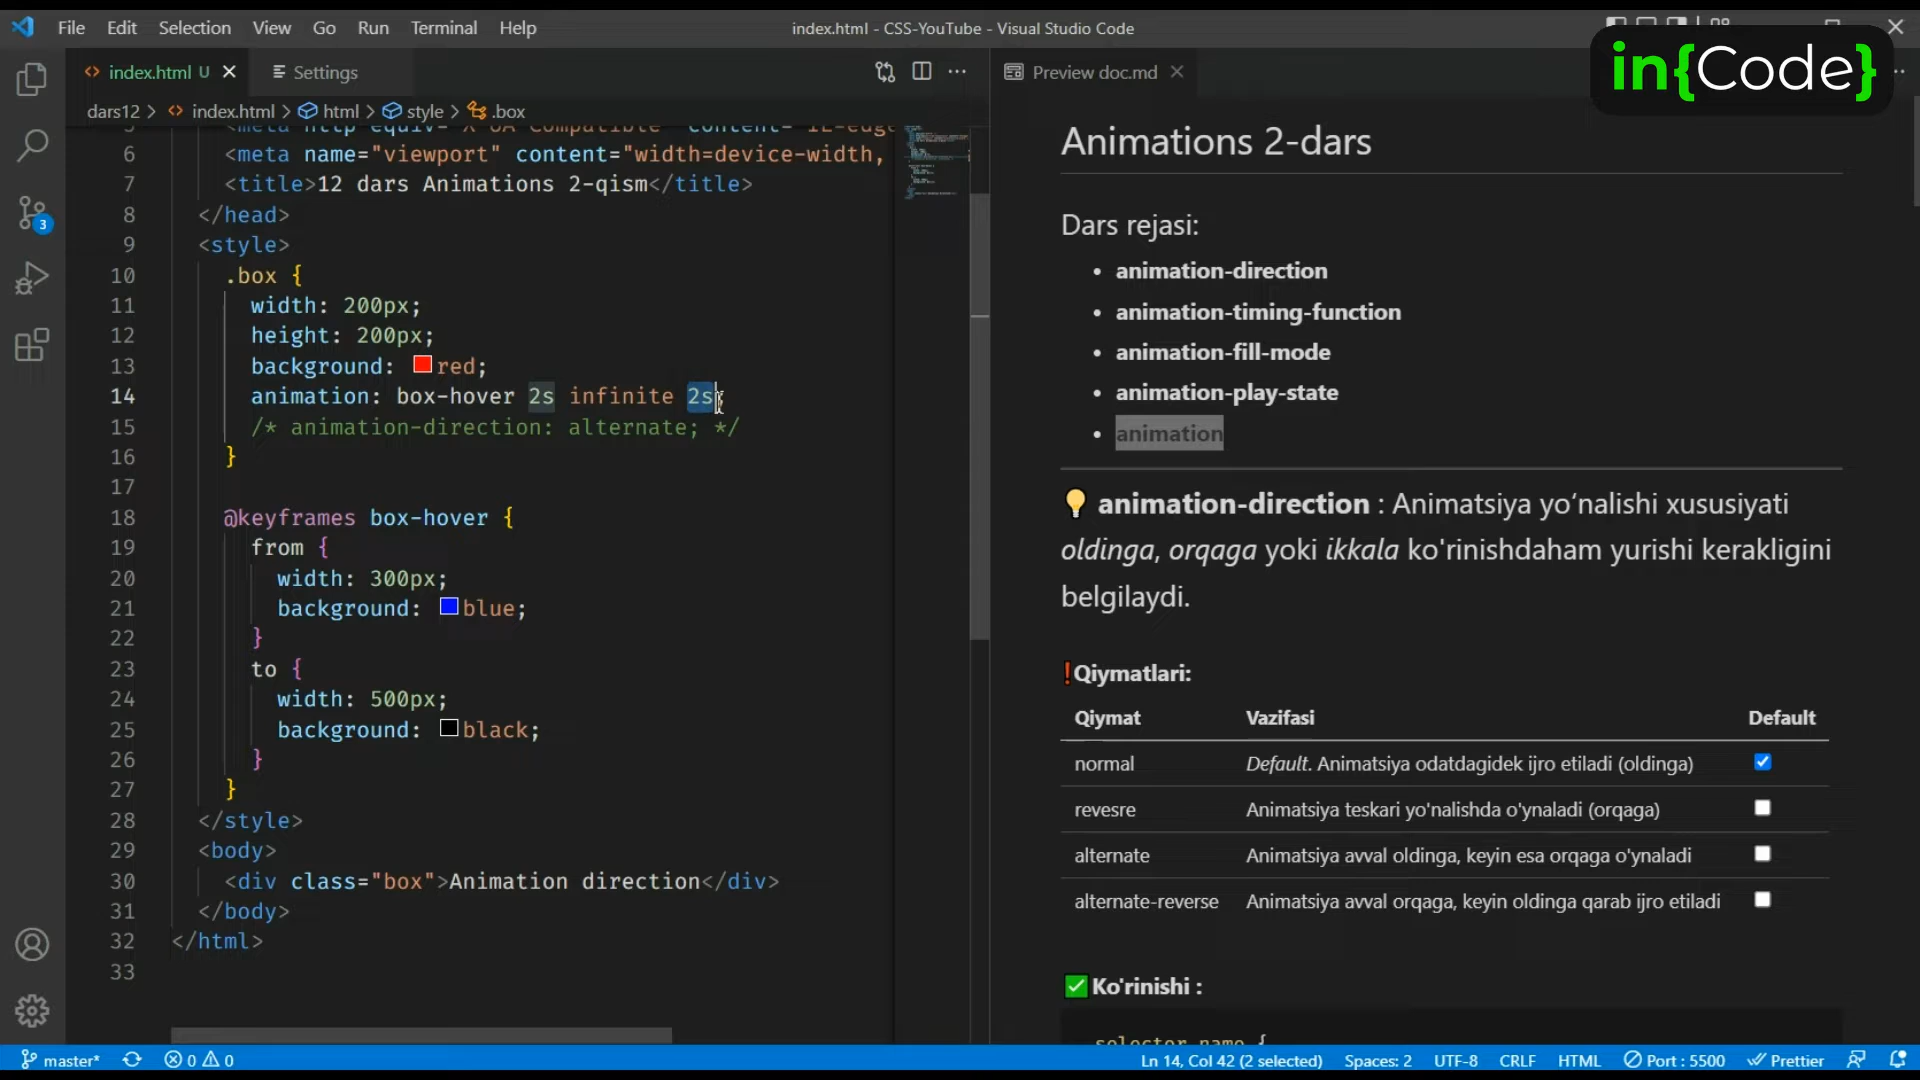 File Edit Selection View Go Run Terminal Help
index.html - CSS-YouTube - Visual Studio Code
in{Code}
index.html U
Settings
Preview doc.md
dars12 > index.html > html > style > .box
6 <meta name="viewport" content="width=device-width,
7 <title>12 dars Animations 2-qism</title>
8 </head>
9 <style>
10 .box {
11 width: 200px;
12 height: 200px;
13 background: red;
14 animation: box-hover 2s infinite 2s;
15 /* animation-direction: alternate; */
16 }
17
18 @keyframes box-hover {
19 from {
20 width: 300px;
21 background: blue;
22 }
23 to {
24 width: 500px;
25 background: black;
26 }
27 }
28 </style>
29 <body>
30 <div class="box">Animation direction</div>
31 </body>
32 </html>
33
3
Animations 2-dars
Dars rejasi:
• animation-direction
• animation-timing-function
• animation-fill-mode
• animation-play-state
• animation
💡 animation-direction : Animatsiya yo‘nalishi xususiyati
oldinga, orqaga yoki ikkala ko'rinishdaham yurishi kerakligini
belgilaydi.
❗Qiymatlari:
Qiymat Vazifasi Default
normal Default. Animatsiya odatdagidek ijro etiladi (oldinga)
revesre Animatsiya teskari yo'nalishda o'ynaladi (orqaga)
alternate Animatsiya avval oldinga, keyin esa orqaga o'ynaladi
alternate-reverse Animatsiya avval orqaga, keyin oldinga qarab ijro etiladi
✅ Ko'rinishi :
selector name {
master* 0 0 Ln 14, Col 42 (2 selected) Spaces: 2 UTF-8 CRLF HTML Port : 5500 Prettier